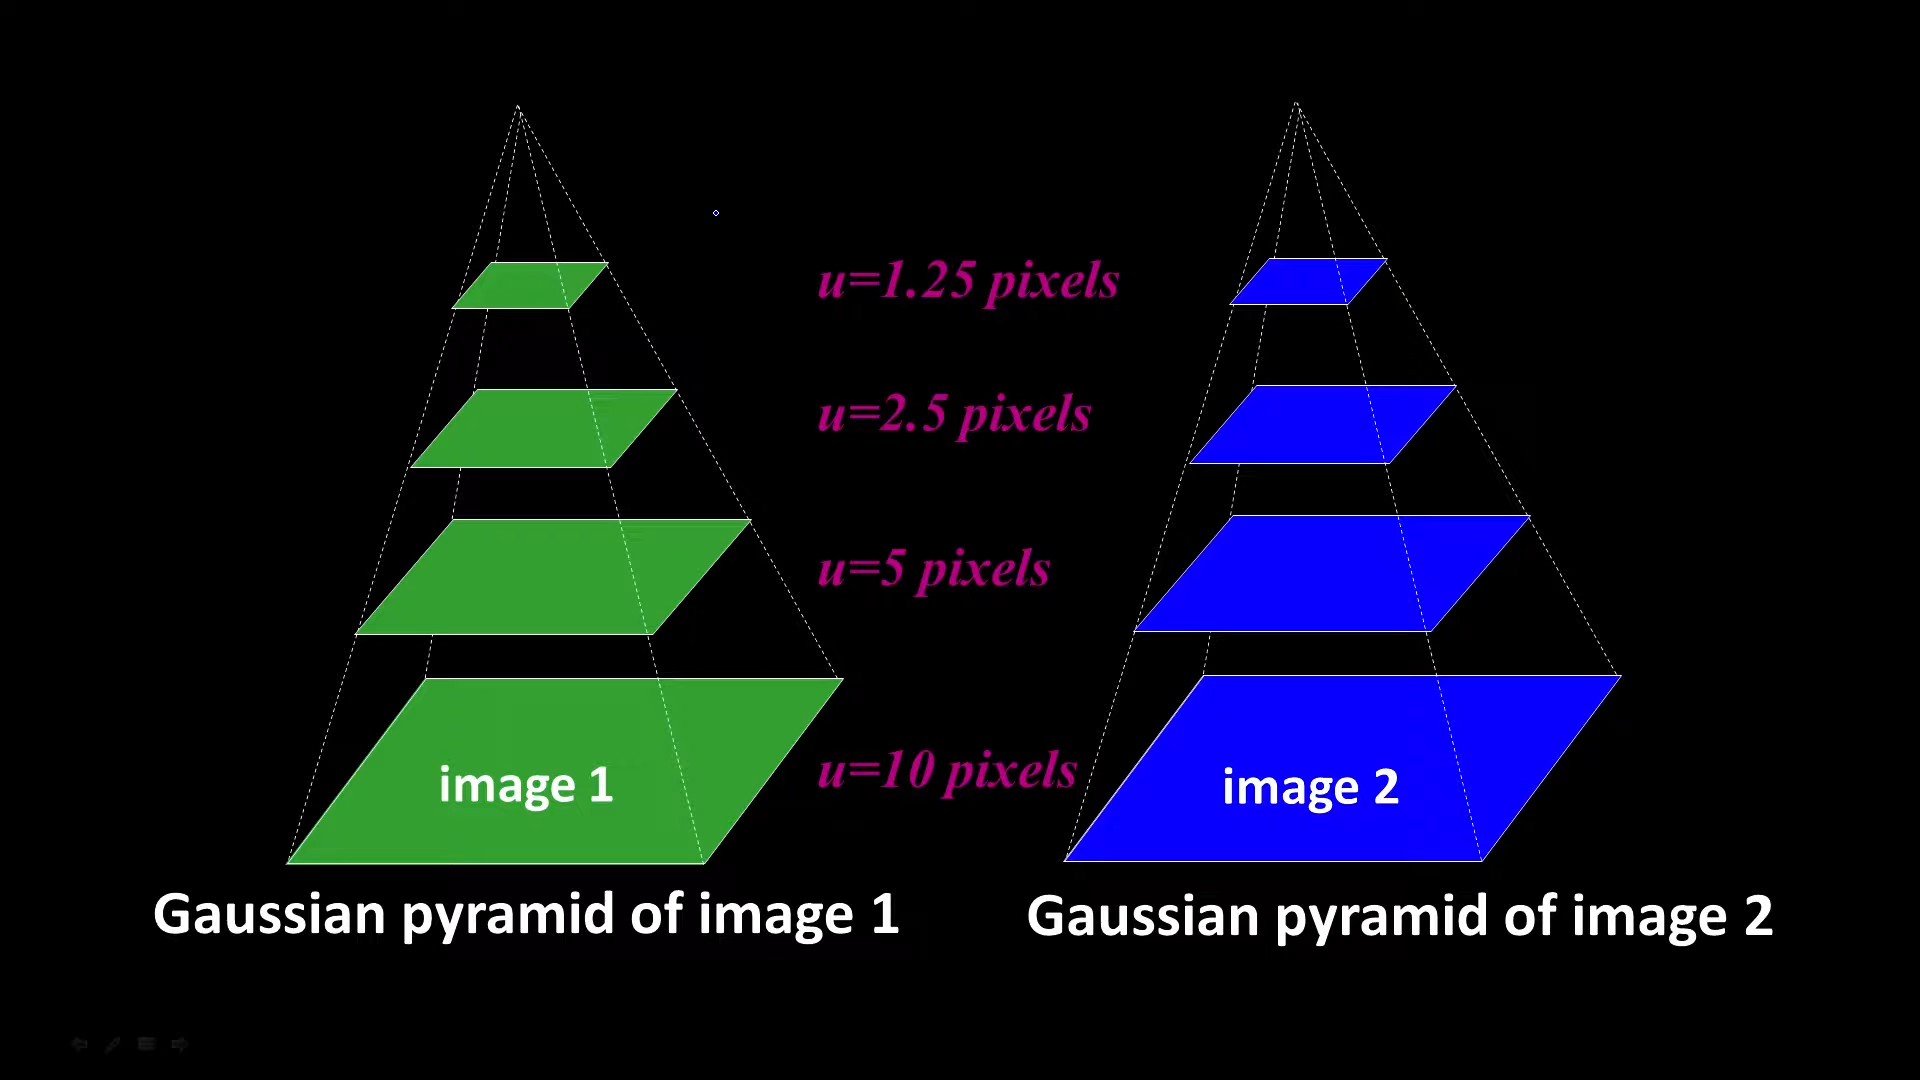 u=1.25 pixels
u=2.5 pixels
u=5 pixels
u=10 pixels
image 1
image 2
Gaussian pyramid of image 1
Gaussian pyramid of image 2